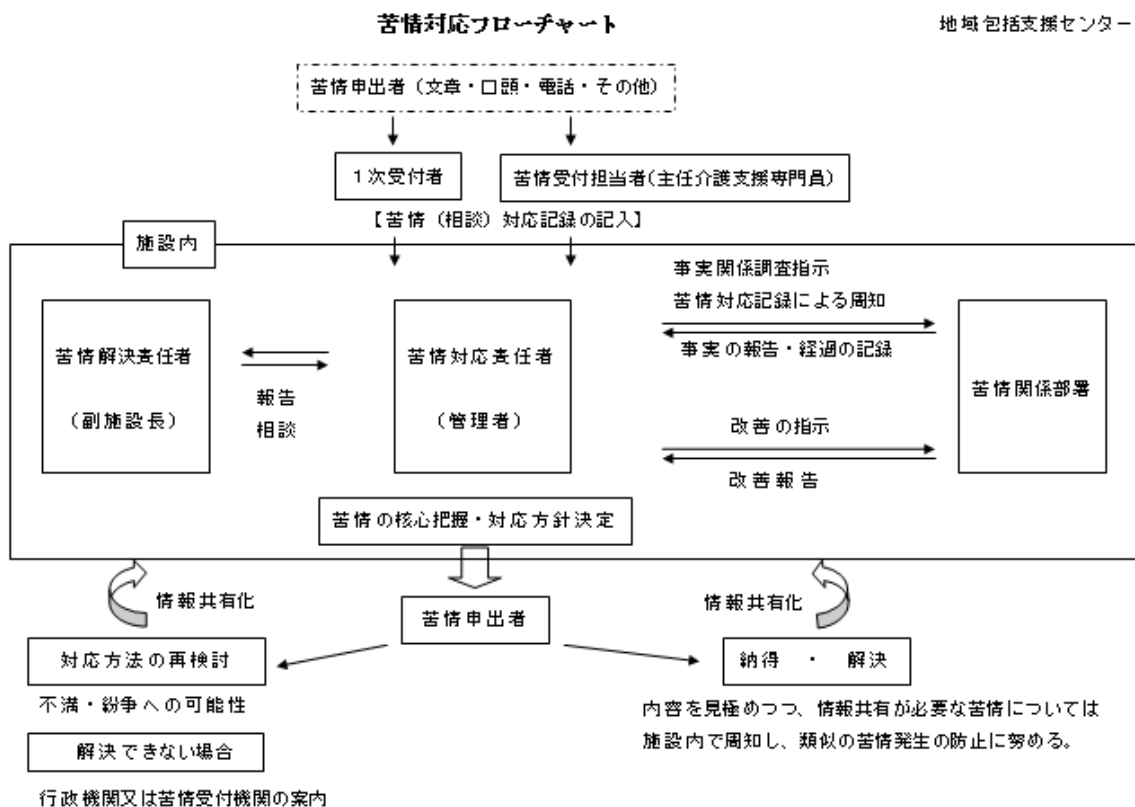 苦情対応フローチャート
地域包括支援センター
苦情申出者（文章・口頭・電話・その他）
1次受付者
苦情受付担当者(主任介護支援専門員)
【苦情（相談）対応記録の記入】
施設内
事実関係調査指示
苦情対応記録による周知
事実の報告・経過の記録
苦情解決責任者
（副施設長）
報告
相談
苦情対応責任者
（管理者）
苦情関係部署
改善の指示
改善報告
苦情の核心把握・対応方針決定
情報共有化
苦情申出者
情報共有化
対応方法の再検討
納得　・　解決
不満・紛争への可能性
内容を見極めつつ、情報共有が必要な苦情については
施設内で周知し、類似の苦情発生の防止に努める。
解決できない場合
行政機関又は苦情受付機関の案内